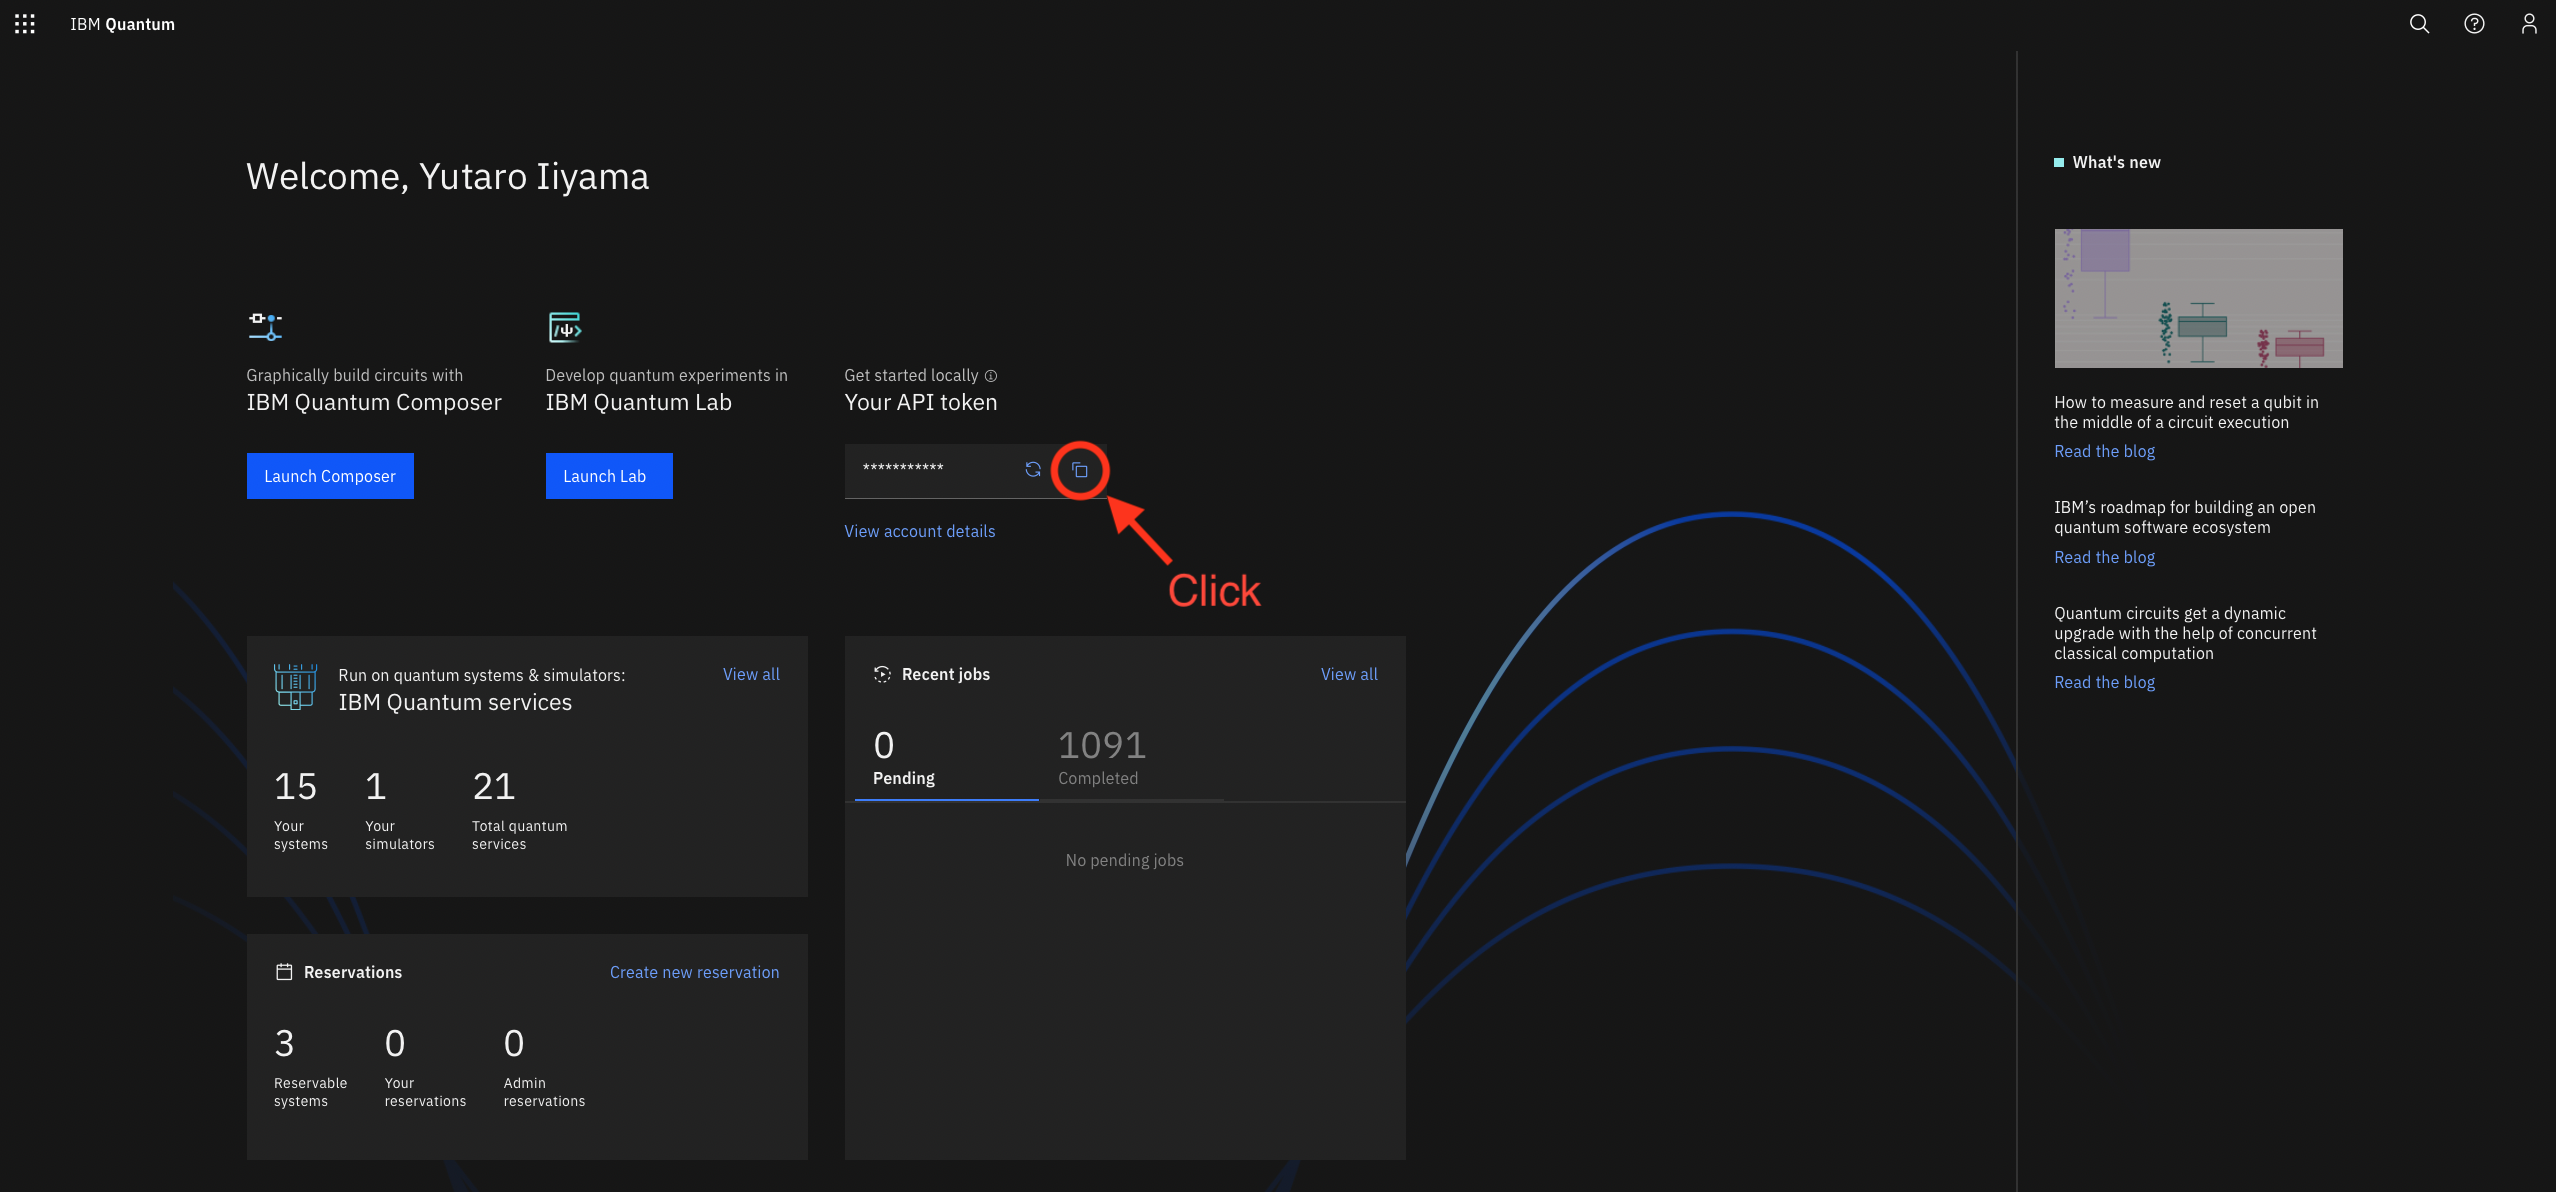 IBM Quantum
Welcome, Yutaro Iiyama
Graphically build circuits with
IBM Quantum Composer
Launch Composer
Develop quantum experiments in
IBM Quantum Lab
Launch Lab
Get started locally
Your API token
***********
View account details
Click
Run on quantum systems & simulators:
IBM Quantum services
View all
15
Your
systems
1
Your
simulators
21
Total quantum
services
Recent jobs
View all
0
Pending
1091
Completed
No pending jobs
Reservations
Create new reservation
3
Reservable
systems
0
Your
reservations
0
Admin
reservations
What's new
How to measure and reset a qubit in
the middle of a circuit execution
Read the blog
IBM’s roadmap for building an open
quantum software ecosystem
Read the blog
Quantum circuits get a dynamic
upgrade with the help of concurrent
classical computation
Read the blog